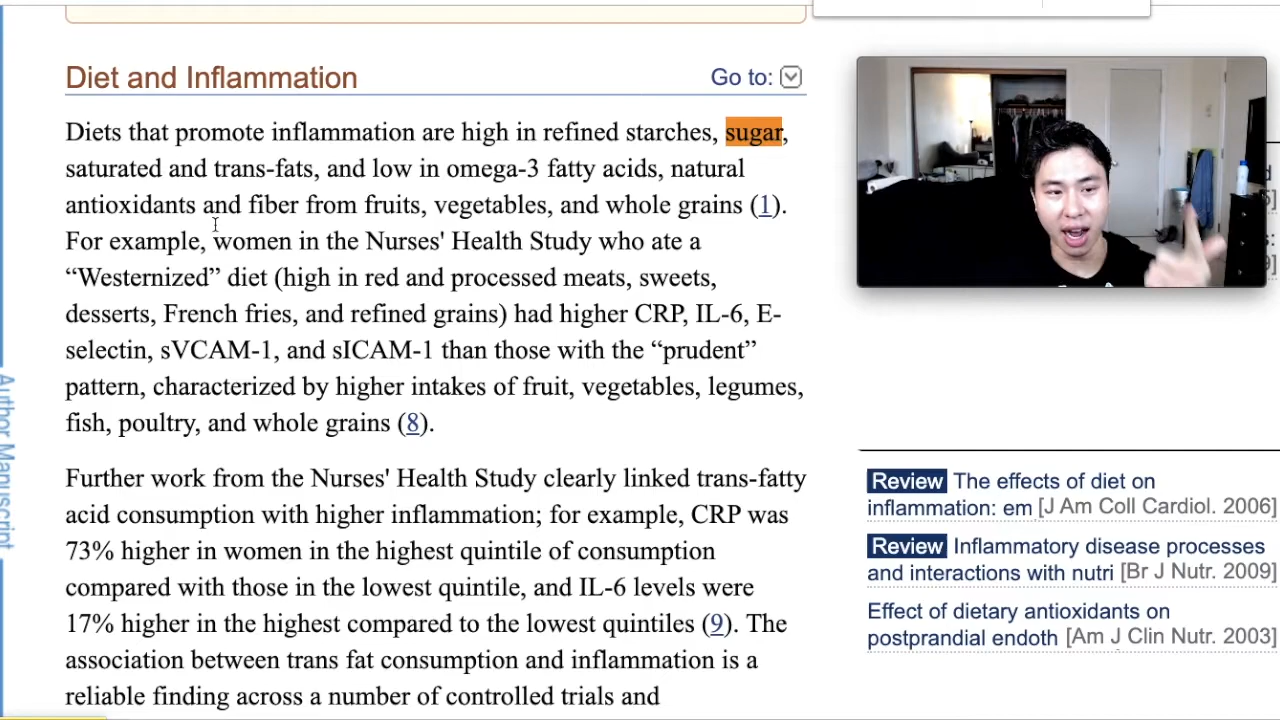 Diet and Inflammation
Go to:
Diets that promote inflammation are high in refined starches, sugar,
saturated and trans-fats, and low in omega-3 fatty acids, natural
antioxidants and fiber from fruits, vegetables, and whole grains (1).
For example, women in the Nurses' Health Study who ate a
“Westernized” diet (high in red and processed meats, sweets,
desserts, French fries, and refined grains) had higher CRP, IL-6, E-
selectin, sVCAM-1, and sICAM-1 than those with the “prudent”
pattern, characterized by higher intakes of fruit, vegetables, legumes,
fish, poultry, and whole grains (8).
Further work from the Nurses' Health Study clearly linked trans-fatty
acid consumption with higher inflammation; for example, CRP was
73% higher in women in the highest quintile of consumption
compared with those in the lowest quintile, and IL-6 levels were
17% higher in the highest compared to the lowest quintiles (9). The
association between trans fat consumption and inflammation is a
reliable finding across a number of controlled trials and
Author Manuscript
Review The effects of diet on
inflammation: em [J Am Coll Cardiol. 2006]
Review Inflammatory disease processes
and interactions with nutri [Br J Nutr. 2009]
Effect of dietary antioxidants on
postprandial endoth [Am J Clin Nutr. 2003]